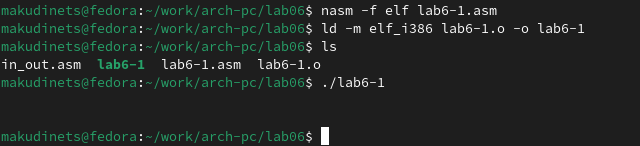 makudinets@fedora:~/work/arch-pc/lab06$ nasm -f elf lab6-1.asm
makudinets@fedora:~/work/arch-pc/lab06$ ld -m elf_i386 lab6-1.o -o lab6-1
makudinets@fedora:~/work/arch-pc/lab06$ ls
in_out.asm  lab6-1  lab6-1.asm  lab6-1.o
makudinets@fedora:~/work/arch-pc/lab06$ ./lab6-1
makudinets@fedora:~/work/arch-pc/lab06$